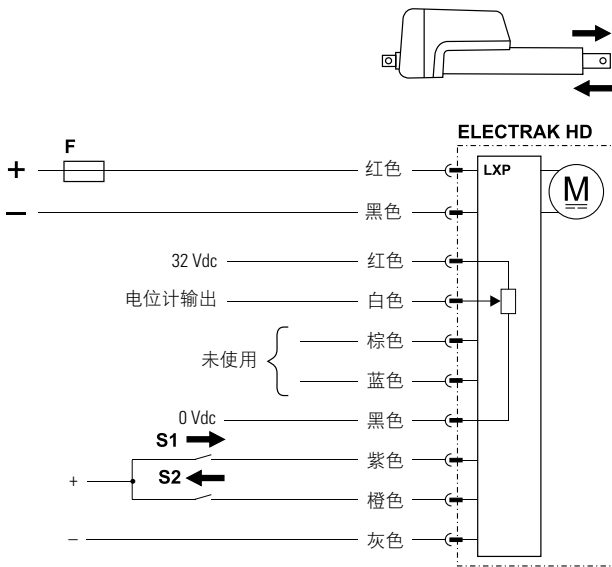 ELECTRAK HD
F
+ 红色 LXP
M
− 黑色
32 Vdc 红色
电位计输出 白色
未使用
棕色
蓝色
0 Vdc 黑色
S1
紫色
+ S2
橙色
− 灰色